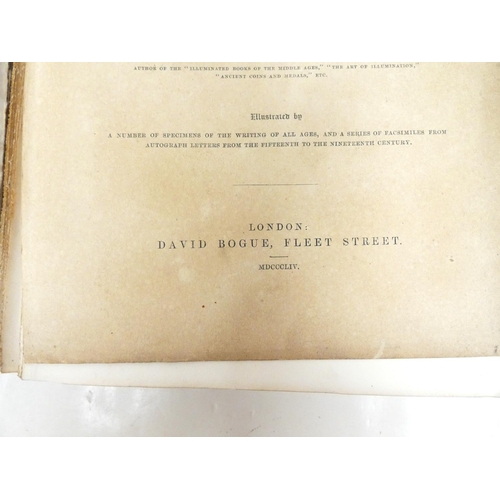 AUTHOR OF THE "ILLUMINATED BOOKS OF THE MIDDLE AGES," "THE ART OF ILLUMINATION,"
"ANCIENT COINS AND MEDALS," ETC.
Illustrated by
A NUMBER OF SPECIMENS OF THE WRITING OF ALL AGES, AND A SERIES OF FACSIMILES FROM
AUTOGRAPH LETTERS FROM THE FIFTEENTH TO THE NINETEENTH CENTURY.
LONDON:
DAVID BOGUE, FLEET STREET.
MDCCCLIV.